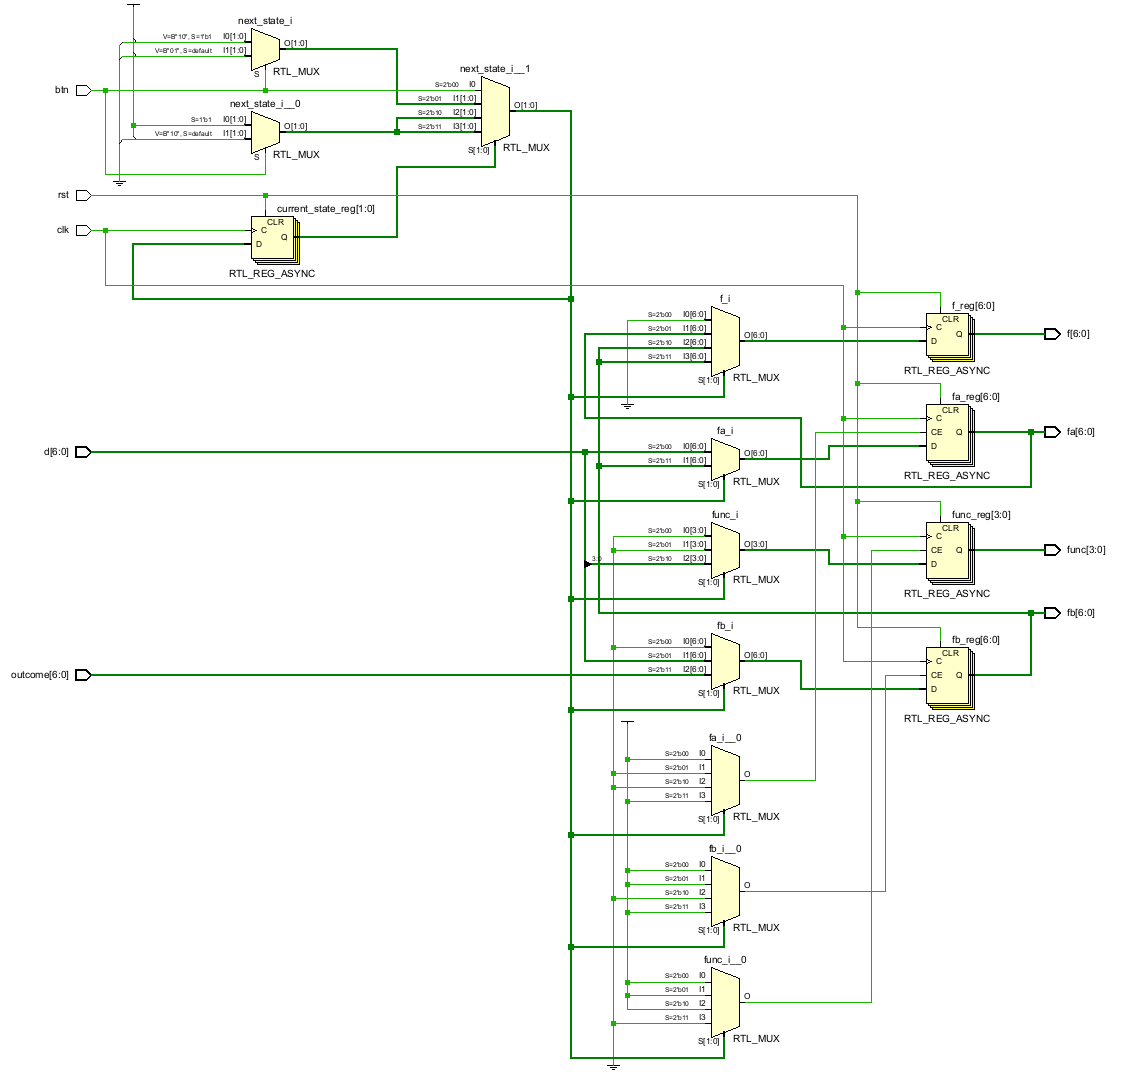 next_state_i
V=B"10", S=1'b1 I0[1:0]
V=B"01", S=default I1[1:0]
O[1:0]
S
RTL_MUX
btn
next_state_i__0
S=1'b1 I0[1:0]
V=B"10", S=default I1[1:0]
O[1:0]
S
RTL_MUX
next_state_i__1
S=2'b00 I0
S=2'b01 I1[1:0]
S=2'b10 I2[1:0]
S=2'b11 I3[1:0]
O[1:0]
S[1:0]
RTL_MUX
rst
clk
current_state_reg[1:0]
CLR
C
Q
D
RTL_REG_ASYNC
f_i
S=2'b00 I0[6:0]
S=2'b01 I1[6:0]
S=2'b10 I2[6:0]
S=2'b11 I3[6:0]
O[6:0]
S[1:0]
RTL_MUX
f_reg[6:0]
CLR
C
Q
D
RTL_REG_ASYNC
f[6:0]
d[6:0]
fa_i
S=2'b00 I0[6:0]
S=2'b11 I1[6:0]
O[6:0]
S[1:0]
RTL_MUX
fa_reg[6:0]
CLR
C
CE Q
D
RTL_REG_ASYNC
fa[6:0]
func_i
S=2'b00 I0[3:0]
S=2'b01 I1[3:0]
3:0 S=2'b10 I2[3:0]
O[3:0]
S[1:0]
RTL_MUX
func_reg[3:0]
CLR
C
CE Q
D
RTL_REG_ASYNC
func[3:0]
fb[6:0]
outcome[6:0]
fb_i
S=2'b00 I0[6:0]
S=2'b01 I1[6:0]
S=2'b11 I2[6:0]
O[6:0]
S[1:0]
RTL_MUX
fb_reg[6:0]
CLR
C
CE Q
D
RTL_REG_ASYNC
fa_i__0
S=2'b00 I0
S=2'b01 I1
S=2'b10 I2
S=2'b11 I3
O
S[1:0]
RTL_MUX
fb_i__0
S=2'b00 I0
S=2'b01 I1
S=2'b10 I2
S=2'b11 I3
O
S[1:0]
RTL_MUX
func_i__0
S=2'b00 I0
S=2'b01 I1
S=2'b10 I2
S=2'b11 I3
O
S[1:0]
RTL_MUX